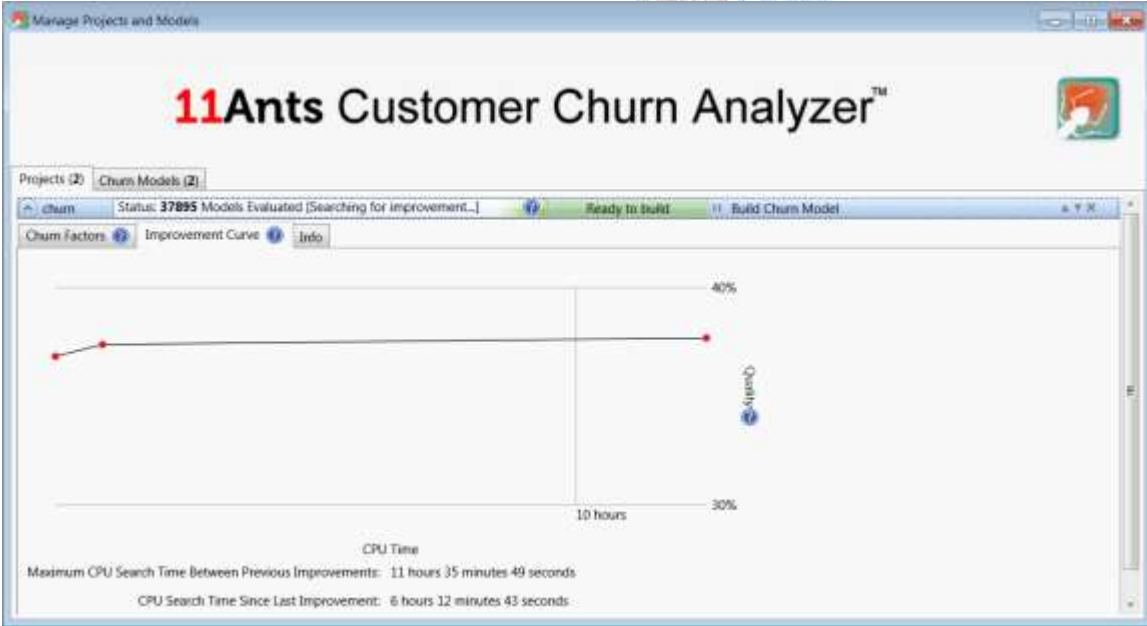 Manage Projects and Models
11Ants Customer Churn Analyzer™
Projects (2) Churn Models (2)
churn Status: 37895 Models Evaluated [Searching for improvement...] Ready to build Build Churn Model
Churn Factors Improvement Curve Info
40%
Quality
30%
10 hours
CPU Time
Maximum CPU Search Time Between Previous Improvements: 11 hours 35 minutes 49 seconds
CPU Search Time Since Last Improvement: 6 hours 12 minutes 43 seconds